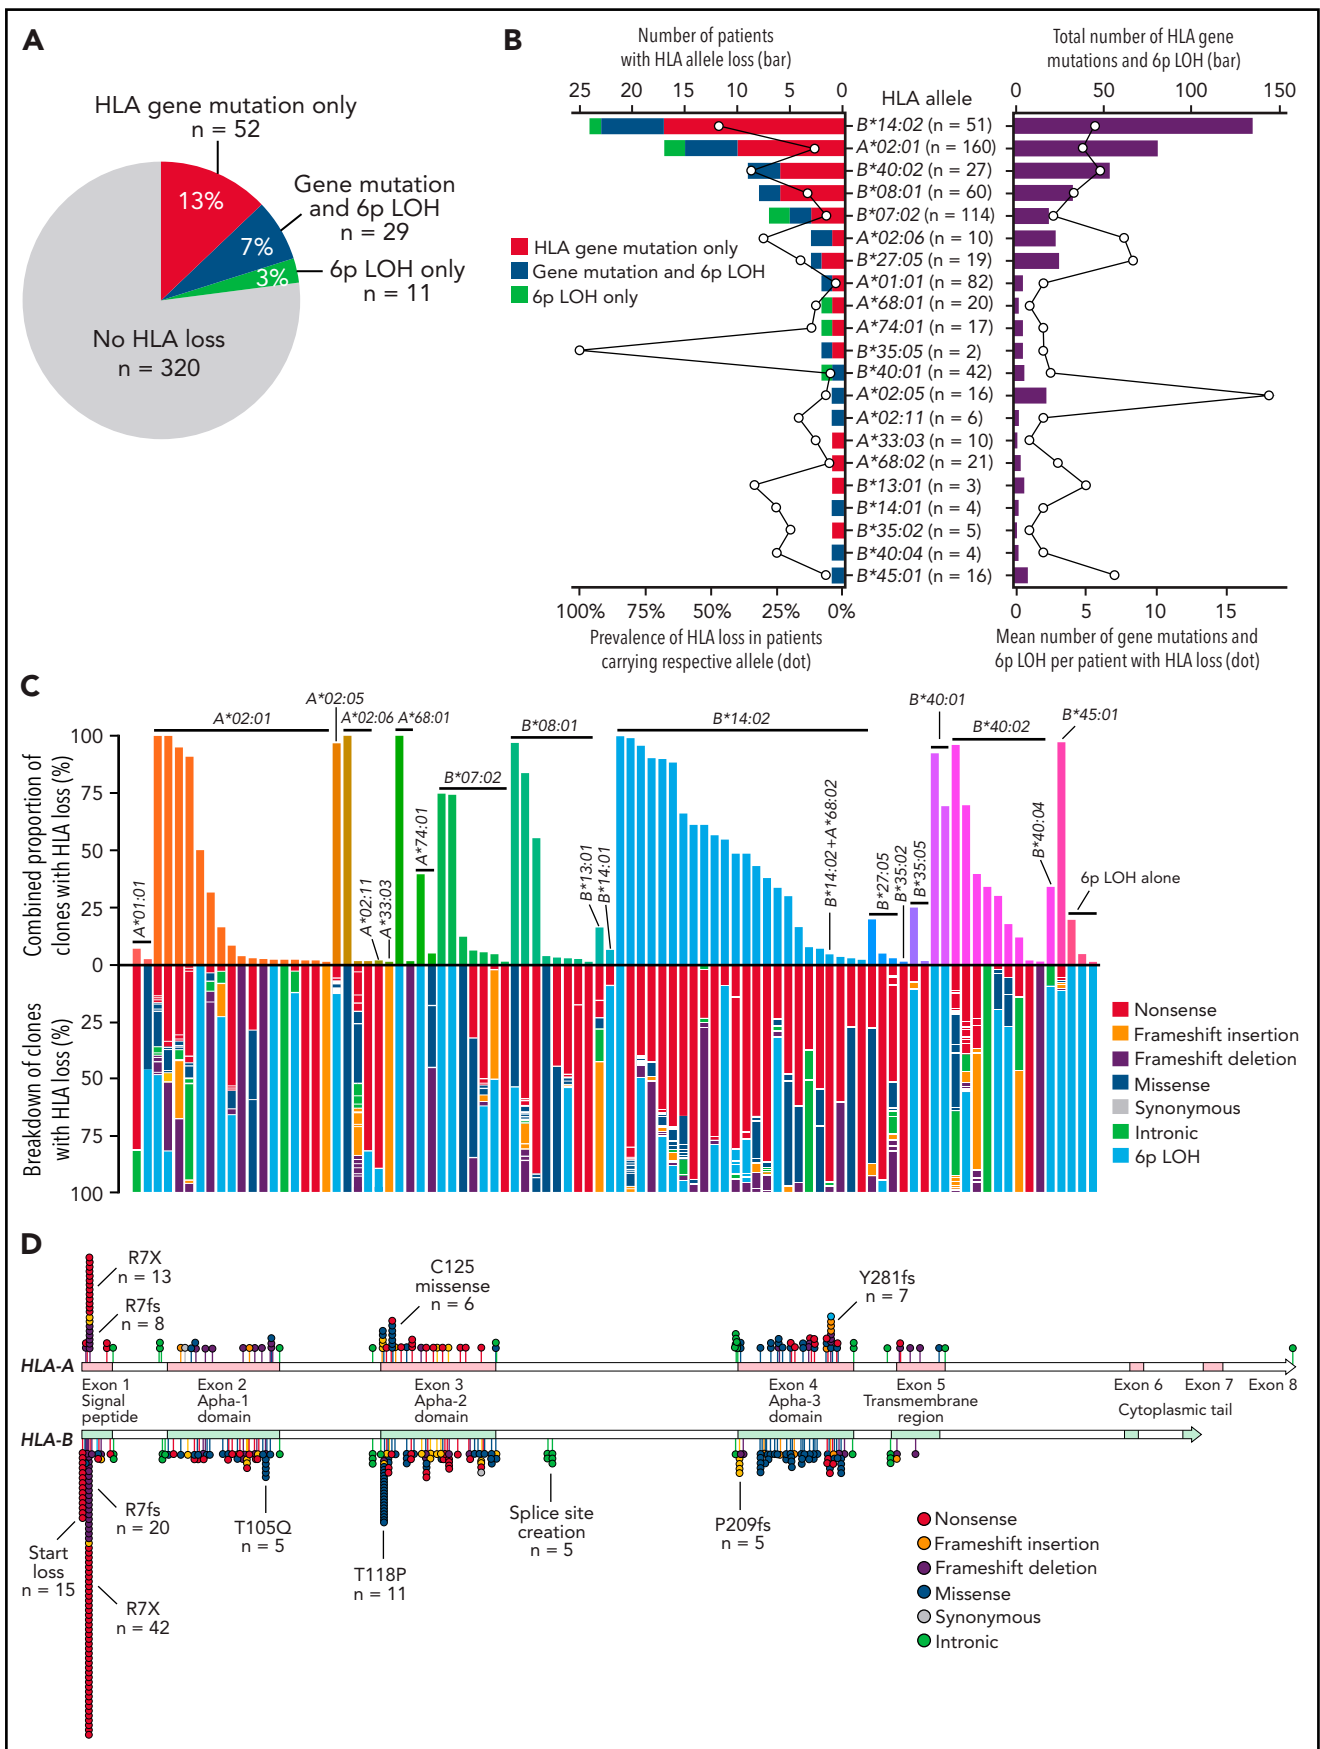 A
HLA gene mutation only
n = 52
13%
Gene mutation
and 6p LOH
n = 29
7%
6p LOH only
n = 11
3%
No HLA loss
n = 320
B
Number of patients
with HLA allele loss (bar)
25 20 15 10 5 0
HLA allele
Total number of HLA gene
mutations and 6p LOH (bar)
0 50 100 150
B*14:02 (n = 51)
A*02:01 (n = 160)
B*40:02 (n = 27)
B*08:01 (n = 60)
B*07:02 (n = 114)
A*02:06 (n = 10)
B*27:05 (n = 19)
A*01:01 (n = 82)
A*68:01 (n = 20)
A*74:01 (n = 17)
B*35:05 (n = 2)
B*40:01 (n = 42)
A*02:05 (n = 16)
A*02:11 (n = 6)
A*33:03 (n = 10)
A*68:02 (n = 21)
B*13:01 (n = 3)
B*14:01 (n = 4)
B*35:02 (n = 5)
B*40:04 (n = 4)
B*45:01 (n = 16)
HLA gene mutation only
Gene mutation and 6p LOH
6p LOH only
100% 75% 50% 25% 0%
Prevalence of HLA loss in patients
carrying respective allele (dot)
0 5 10 15
Mean number of gene mutations and
6p LOH per patient with HLA loss (dot)
C
Combined proportion of
clones with HLA loss (%)
100
75
50
25
0
A*01:01
A*02:01
A*02:05
A*02:06
A*02:11
A*33:03
A*68:01
A*74:01
B*07:02
B*08:01
B*13:01
B*14:01
B*14:02
B*14:02+A*68:02
B*27:05
B*35:02
B*35:05
B*40:01
B*40:02
B*40:04
B*45:01
6p LOH alone
Breakdown of clones
with HLA loss (%)
25
50
75
100
Nonsense
Frameshift insertion
Frameshift deletion
Missense
Synonymous
Intronic
6p LOH
D
R7X
n = 13
R7fs
n = 8
C125
missense
n = 6
Y281fs
n = 7
HLA-A
Exon 1
Signal
peptide
Exon 2
Apha-1
domain
Exon 3
Apha-2
domain
Exon 4
Apha-3
domain
Exon 5
Transmembrane
region
Exon 6 Exon 7 Exon 8
Cytoplasmic tail
HLA-B
Start
loss
n = 15
R7fs
n = 20
R7X
n = 42
T105Q
n = 5
T118P
n = 11
Splice site
creation
n = 5
P209fs
n = 5
Nonsense
Frameshift insertion
Frameshift deletion
Missense
Synonymous
Intronic